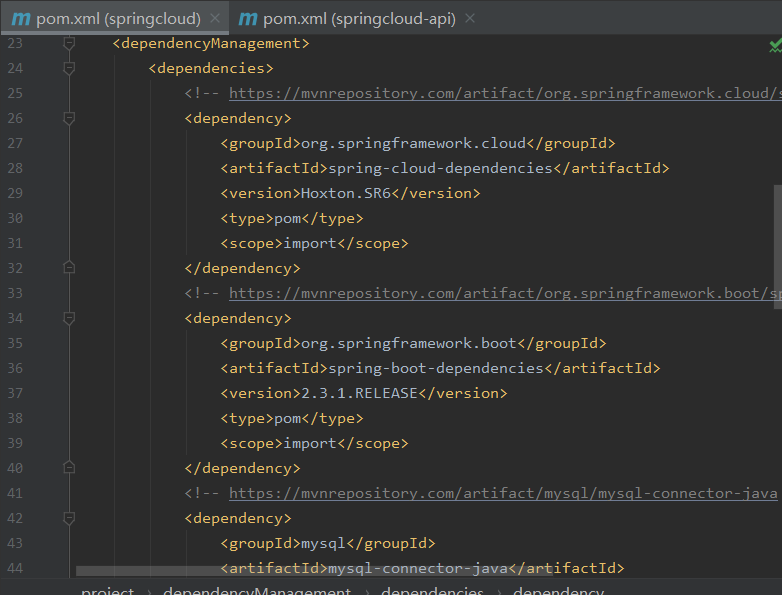 m pom.xml (springcloud) × m pom.xml (springcloud-api) ×
23 <dependencyManagement>
24 <dependencies>
25 <!-- https://mvnrepository.com/artifact/org.springframework.cloud/s
26 <dependency>
27 <groupId>org.springframework.cloud</groupId>
28 <artifactId>spring-cloud-dependencies</artifactId>
29 <version>Hoxton.SR6</version>
30 <type>pom</type>
31 <scope>import</scope>
32 </dependency>
33 <!-- https://mvnrepository.com/artifact/org.springframework.boot/sp
34 <dependency>
35 <groupId>org.springframework.boot</groupId>
36 <artifactId>spring-boot-dependencies</artifactId>
37 <version>2.3.1.RELEASE</version>
38 <type>pom</type>
39 <scope>import</scope>
40 </dependency>
41 <!-- https://mvnrepository.com/artifact/mysql/mysql-connector-java
42 <dependency>
43 <groupId>mysql</groupId>
44 <artifactId>mysql-connector-java</artifactId>
project › dependencyManagement › dependencies › dependency